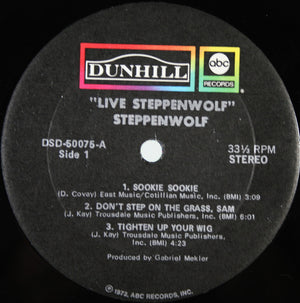 DUNHILL
abc
RECORDS
"LIVE STEPPENWOLF"
STEPPENWOLF
DSD-50075-A
Side 1
33⅓ RPM
STEREO
1. SOOKIE SOOKIE
(D. Covay) East Music/Cotillian Music, Inc. (BMI) 3:09
2. DON'T STEP ON THE GRASS, SAM
(J. Kay) Trousdale Music Publishers, Inc. (BMI) 6:01
3. TIGHTEN UP YOUR WIG
(J. Kay) Trousdale Music Publishers, Inc.
(BMI) 4:23
Produced by Gabriel Mekler
©1972, ABC RECORDS, INC.